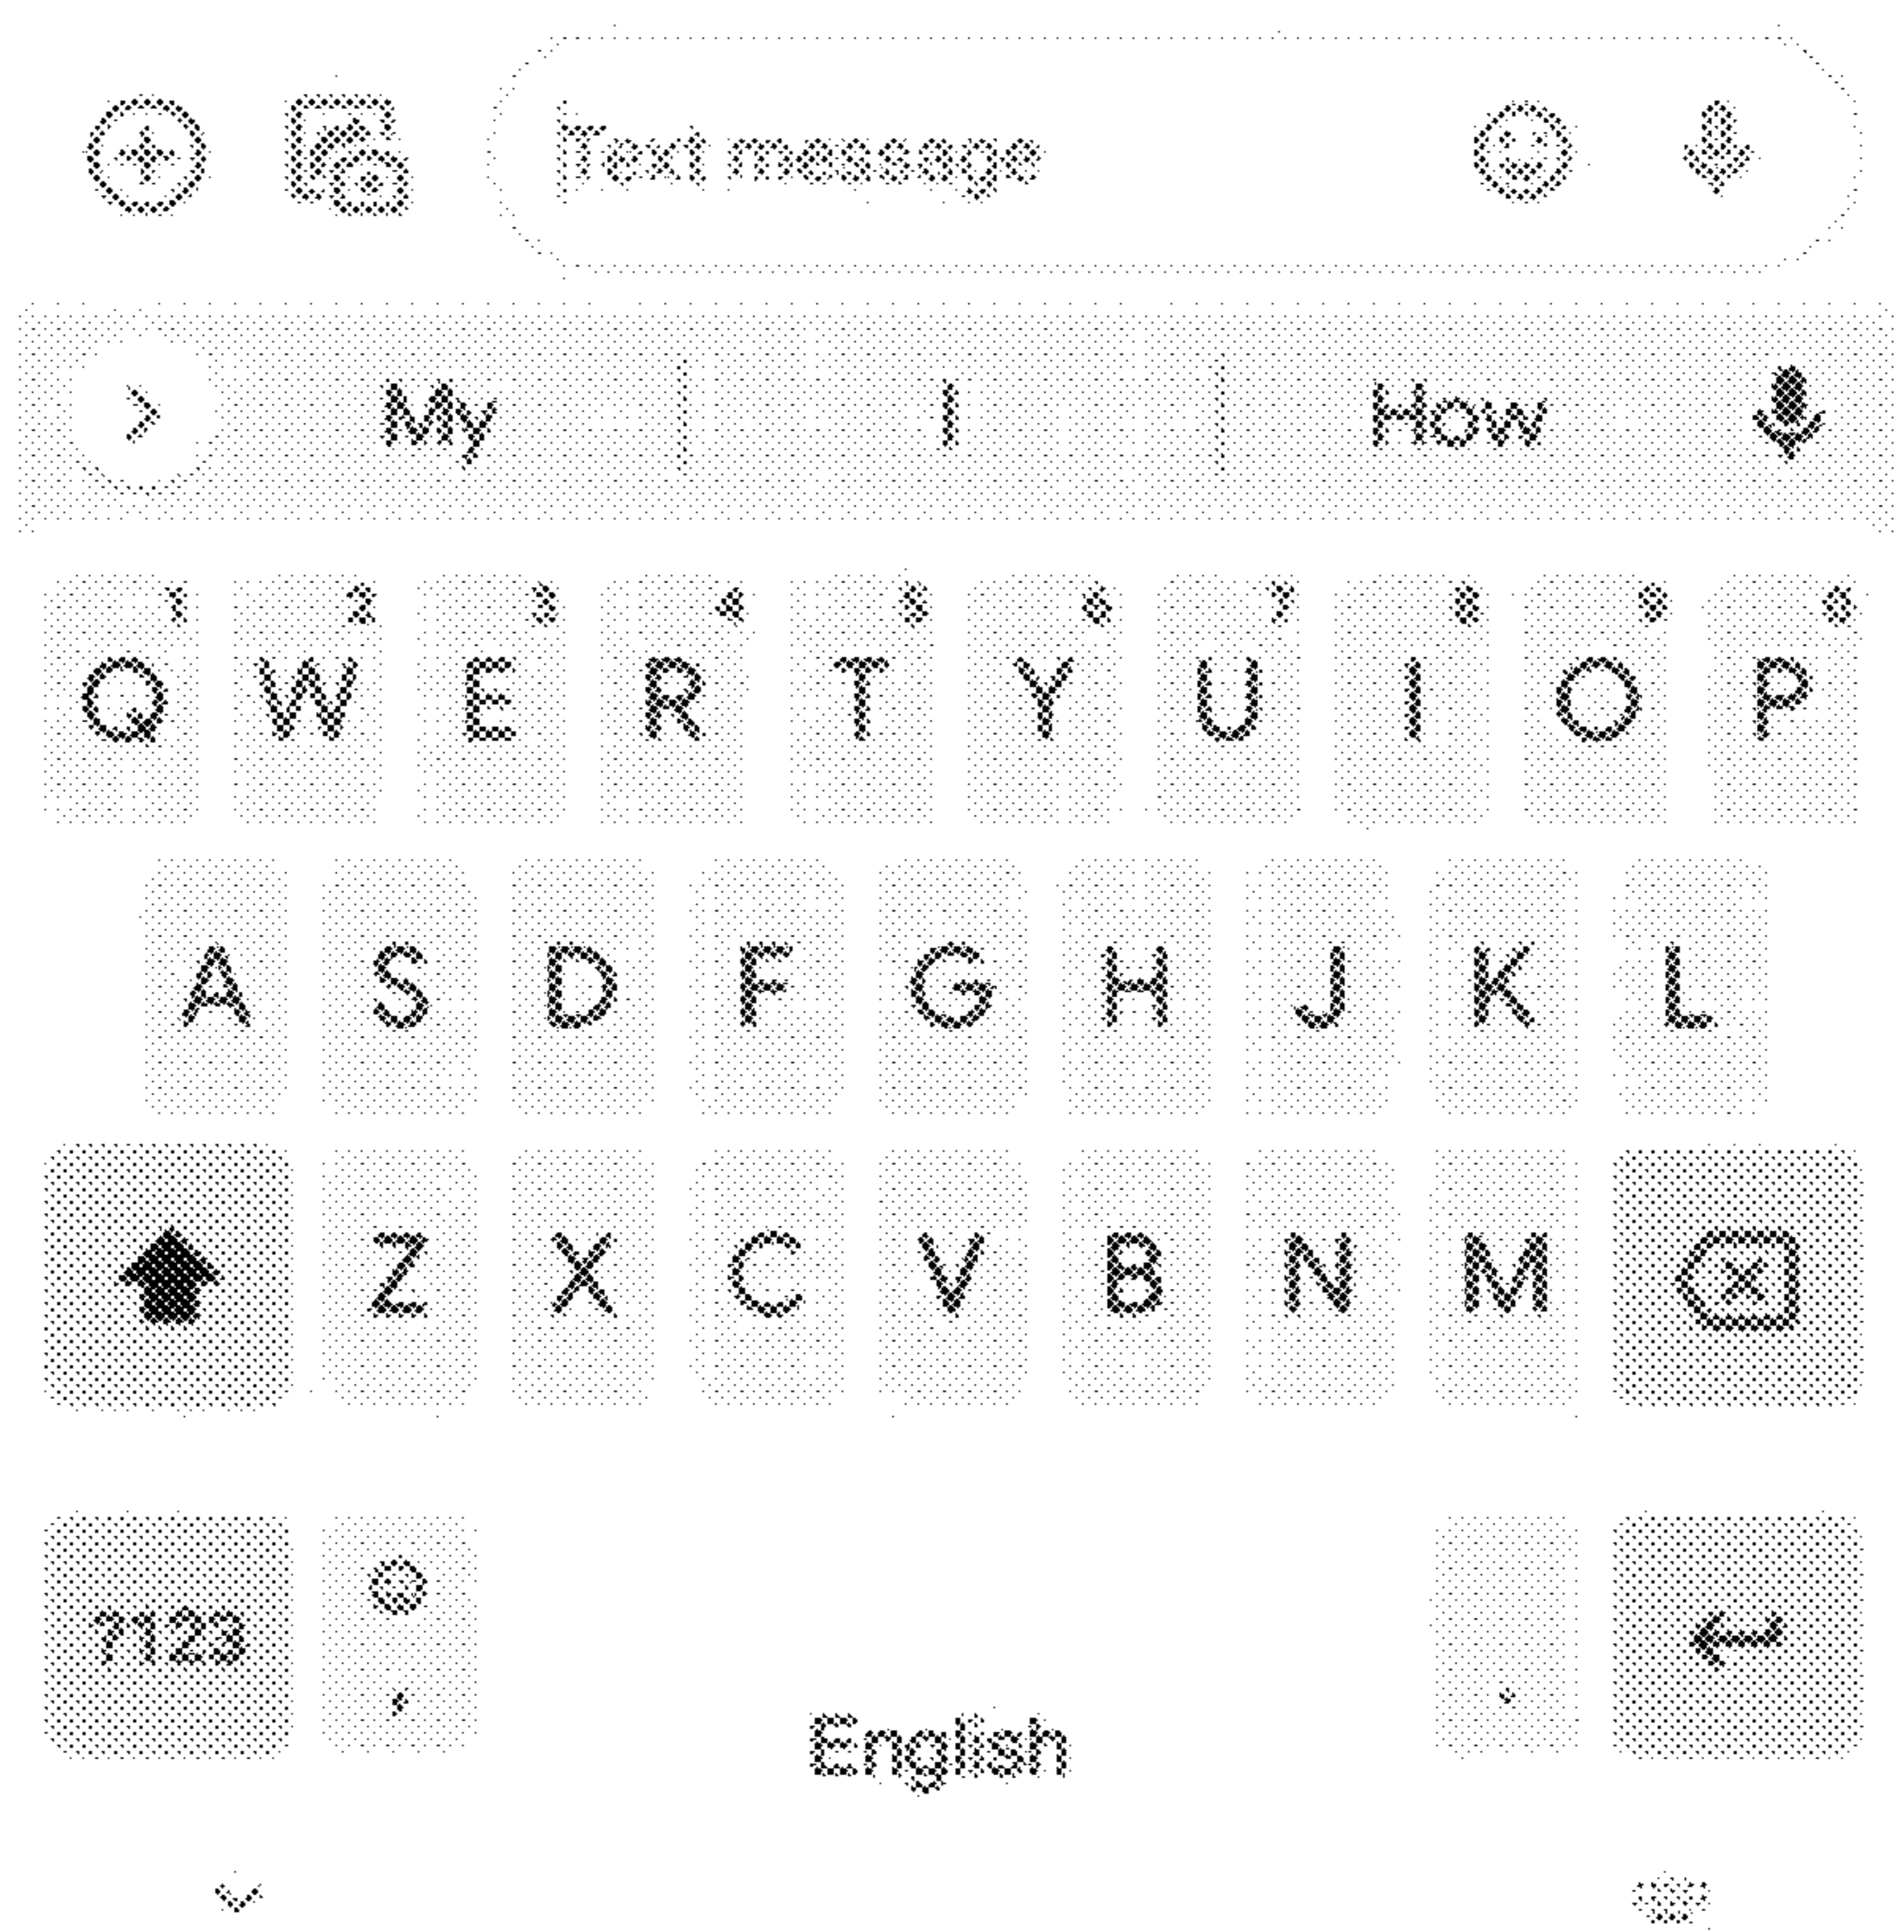 Text message
My I How
1 2 3 4 5 6 7 8 9 0
Q W E R T Y U I O P
A S D F G H J K L
Z X C V B N M
?123 , .
English